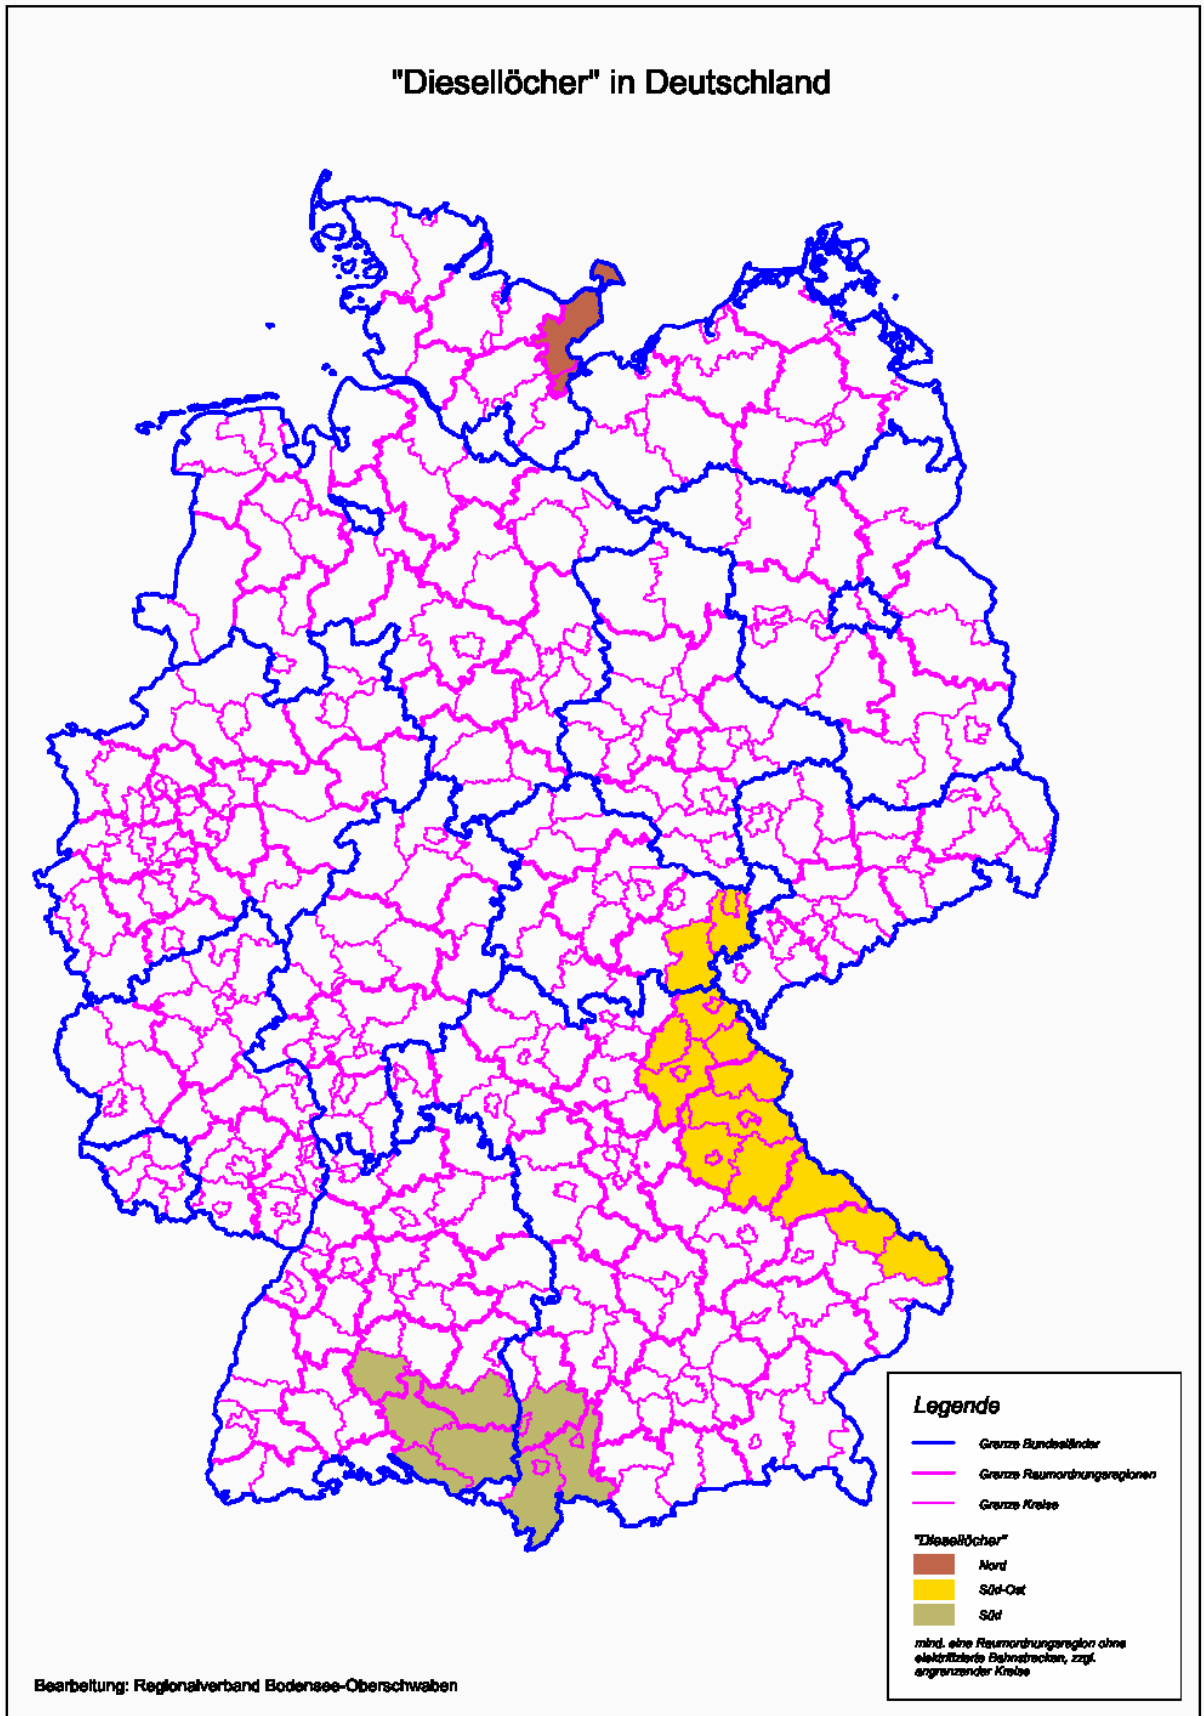 "Diesellöcher" in Deutschland
Legende
Grenze Bundesländer
Grenze Raumordnungsregionen
Grenze Kreise
"Diesellöcher"
Nord
Süd-Ost
Süd
mind. eine Raumordnungsregion ohne
elektrifizierte Bahnstrecken, zzgl.
angrenzender Kreise
Bearbeitung: Regionalverband Bodensee-Oberschwaben